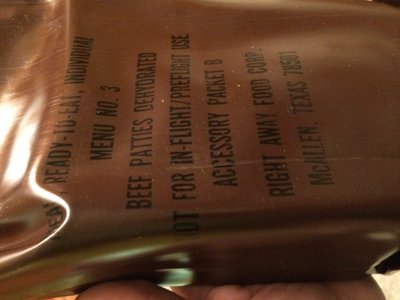 MEAL, READY-TO-EAT, INDIVIDUAL
MENU NO. 3
BEEF PATTIES DEHYDRATED
NOT FOR IN-FLIGHT/PREFLIGHT USE
ACCESSORY PACKET B
RIGHT AWAY FOOD CORP.
McALLEN, TEXAS 78501